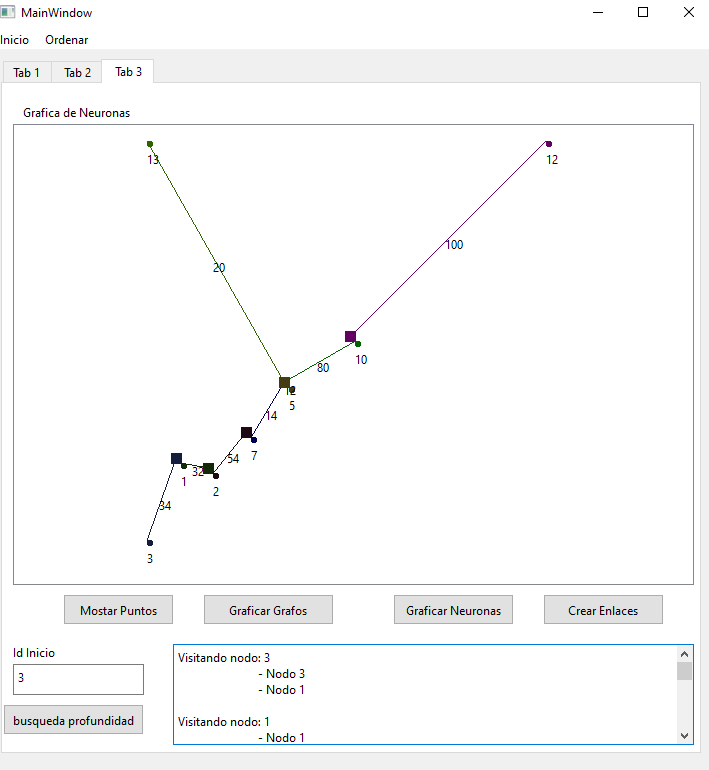 MainWindow
Inicio Ordenar
Tab 1 Tab 2 Tab 3
Grafica de Neuronas
13
12
100
20
10
80
5
14
7
54
32
1
2
34
3
Mostar Puntos Graficar Grafos Graficar Neuronas Crear Enlaces
Id Inicio
3
busqueda profundidad
Visitando nodo: 3
- Nodo 3
- Nodo 1
Visitando nodo: 1
- Nodo 1